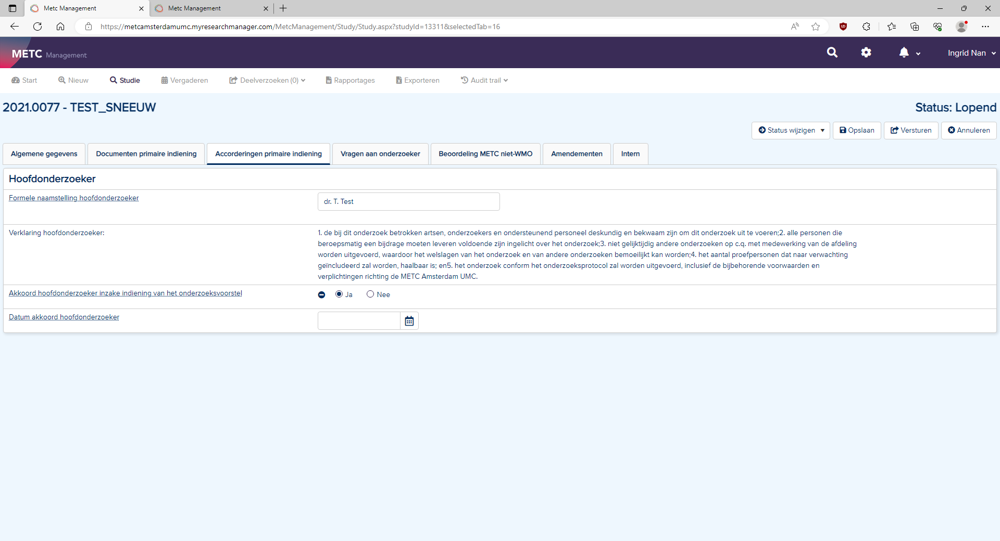 Metc Management
Metc Management
https://metcamsterdamumc.myresearchmanager.com/MetcManagement/Study/Study.aspx?studyId=13311&selectedTab=16
METC Management
Ingrid Nan
Start
Nieuw
Studie
Vergaderen
Deelverzoeken (0)
Rapportages
Exporteren
Audit trail
2021.0077 - TEST_SNEEUW
Status: Lopend
Status wijzigen
Opslaan
Versturen
Annuleren
Algemene gegevens
Documenten primaire indiening
Accorderingen primaire indiening
Vragen aan onderzoeker
Beoordeling METC niet-WMO
Amendementen
Intern
Hoofdonderzoeker
Formele naamstelling hoofdonderzoeker
dr. T. Test
Verklaring hoofdonderzoeker:
1. de bij dit onderzoek betrokken artsen, onderzoekers en ondersteunend personeel deskundig en bekwaam zijn om dit onderzoek uit te voeren;2. alle personen die
beroepsmatig een bijdrage moeten leveren voldoende zijn ingelicht over het onderzoek;3. niet gelijktijdig andere onderzoeken op c.q. met medewerking van de afdeling
worden uitgevoerd, waardoor het welslagen van het onderzoek en van andere onderzoeken bemoeilijkt kan worden;4. het aantal proefpersonen dat naar verwachting
geïncludeerd zal worden, haalbaar is; en5. het onderzoek conform het onderzoeksprotocol zal worden uitgevoerd, inclusief de bijbehorende voorwaarden en
verplichtingen richting de METC Amsterdam UMC.
Akkoord hoofdonderzoeker inzake indiening van het onderzoeksvoorstel
Ja
Nee
Datum akkoord hoofdonderzoeker